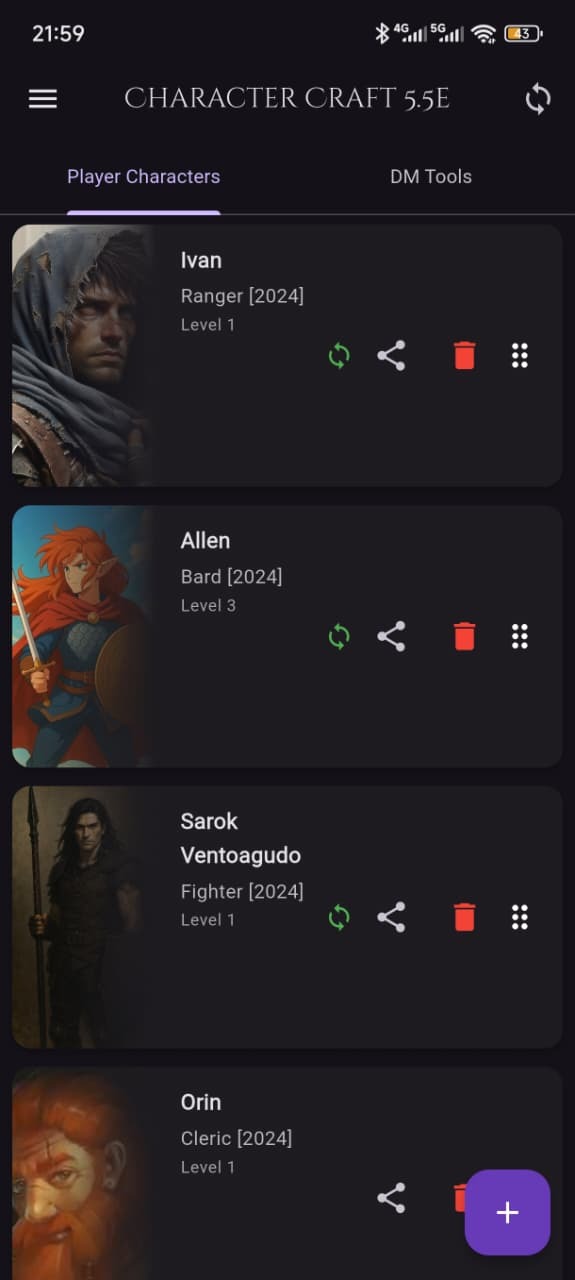 21:59
4G 5G 43
CHARACTER CRAFT 5.5E
Player Characters DM Tools
Ivan
Ranger [2024]
Level 1
Allen
Bard [2024]
Level 3
Sarok
Ventoagudo
Fighter [2024]
Level 1
Orin
Cleric [2024]
Level 1
+